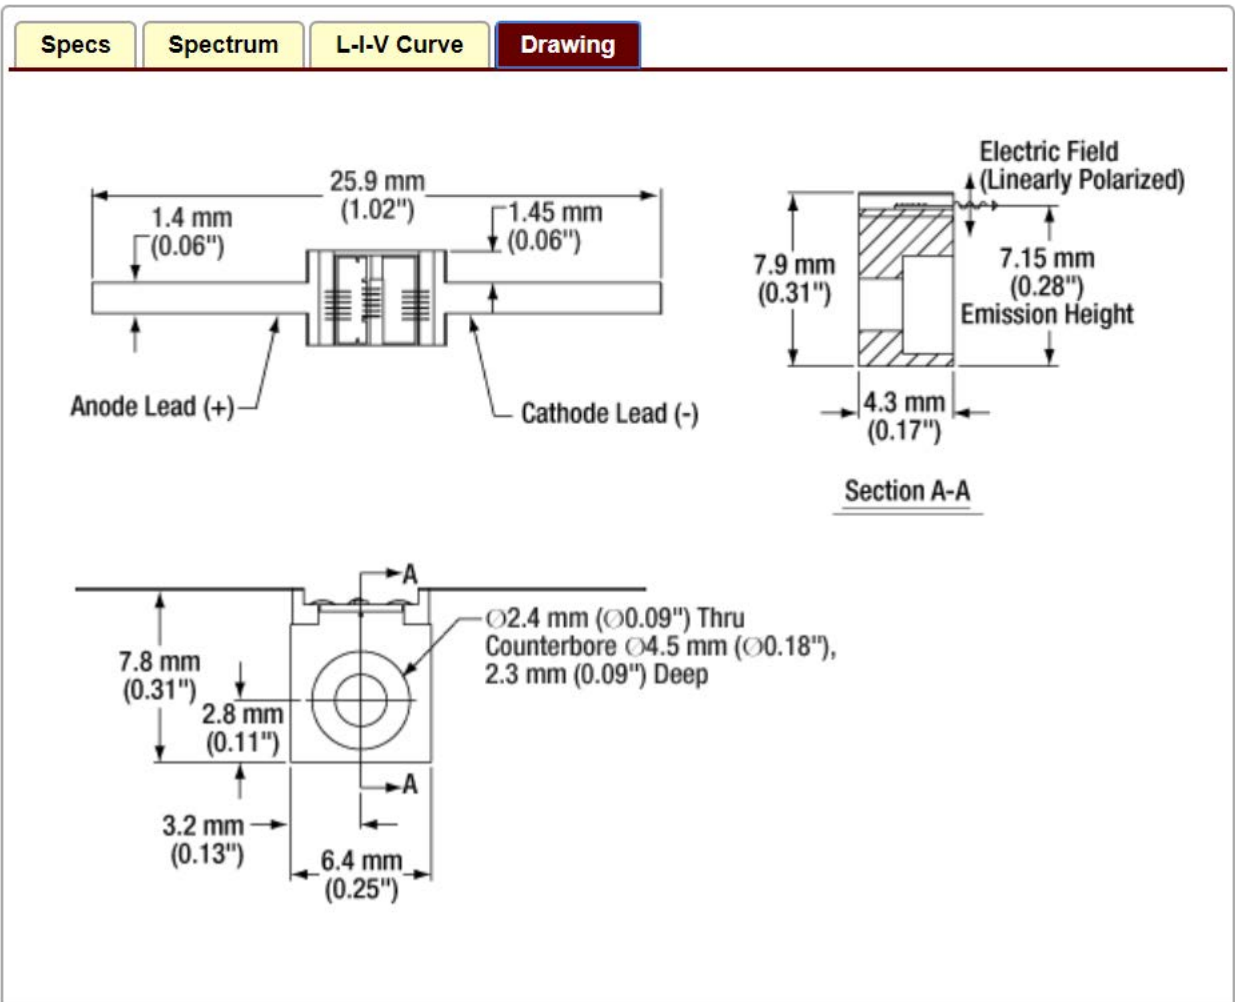 Specs Spectrum L-I-V Curve Drawing
25.9 mm
(1.02")
1.4 mm
(0.06")
1.45 mm
(0.06")
Anode Lead (+)
Cathode Lead (-)
Electric Field
(Linearly Polarized)
7.9 mm
(0.31")
7.15 mm
(0.28")
Emission Height
4.3 mm
(0.17")
Section A-A
A
∅2.4 mm (∅0.09") Thru
Counterbore ∅4.5 mm (∅0.18"),
2.3 mm (0.09") Deep
7.8 mm
(0.31")
2.8 mm
(0.11")
A
3.2 mm
(0.13")
6.4 mm
(0.25")